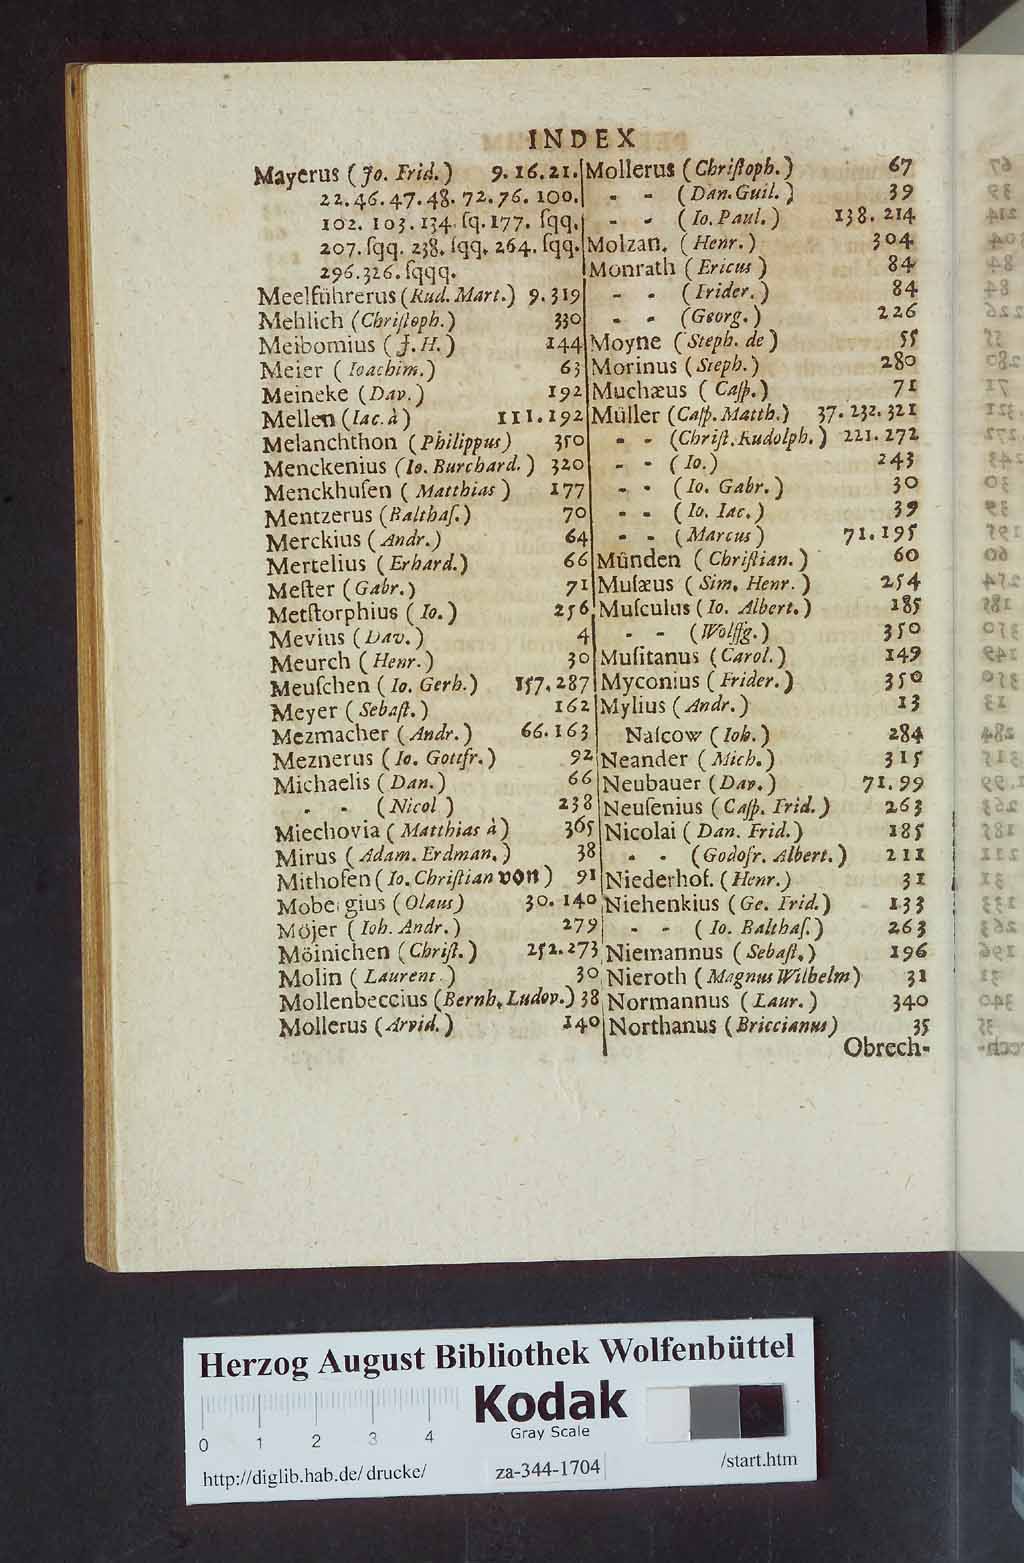 INDEX
Mayerus (Jo. Frid.) 9. 16. 21.
22. 46. 47. 48. 72. 76. 100.
102. 103. 134. ſq. 177. ſqq.
207. ſqq. 238. ſqq. 264. ſqq.
296. 326. ſqqq.
Meelführerus (Rud. Mart.) 9. 319
Mehlich (Chriſtoph.) 330
Meibomius (J. H.) 144
Meier (Ioachim.) 63
Meineke (Dav.) 192
Mellen (Iac. à) 111. 192
Melanchthon (Philippus) 350
Menckenius (Io. Burchard.) 320
Menckhuſen (Matthias) 177
Mentzerus (Balthaſ.) 70
Merckius (Andr.) 64
Mertelius (Erhard.) 66
Meſter (Gabr.) 71
Metſtorphius (Io.) 256
Mevius (Dav.) 4
Meurch (Henr.) 30
Meuſchen (Io. Gerh.) 157. 287
Meyer (Sebaſt.) 162
Mezmacher (Andr.) 66. 163
Meznerus (Io. Gottfr.) 92
Michaelis (Dan.) 66
- - (Nicol.) 238
Miechovia (Matthias à) 365
Mirus (Adam. Erdman.) 38
Mithofen (Io. Chriſtian von) 91
Mobergius (Olaus) 30. 140
Möjer (Ioh. Andr.) 279
Möinichen (Chriſt.) 252. 273
Molin (Laurent.) 30
Mollenbeccius (Bernh. Ludov.) 38
Mollerus (Arvid.) 140
Mollerus (Chriſtoph.) 67
- - (Dan. Guil.) 39
- - (Io. Paul.) 138. 214
Molzan. (Henr.) 304
Monrath (Ericus) 84
- - (Frider.) 84
- - (Georg.) 226
Moyne (Steph. de) 55
Morinus (Steph.) 280
Muchæus (Caſp.) 71
Müller (Caſp. Matth.) 37. 232. 321
- - (Chriſt. Rudolph.) 221. 272
- - (Io.) 243
- - (Io. Gabr.) 30
- - (Io. Iac.) 39
- - (Marcus) 71. 195
Münden (Chriſtian.) 60
Muſæus (Sim. Henr.) 254
Muſculus (Io. Albert.) 185
- - (Wolffg.) 350
Muſitanus (Carol.) 149
Myconius (Frider.) 350
Mylius (Andr.) 13
Naſcow (Ioh.) 284
Neander (Mich.) 315
Neubauer (Dav.) 71. 99
Neuſenius (Caſp. Frid.) 263
Nicolai (Dan. Frid.) 185
- - (Godofr. Albert.) 211
Niederhof. (Henr.) 31
Niehenkius (Ge. Frid.) 133
- - (Io. Balthaſ.) 263
Niemannus (Sebaſt.) 196
Nieroth (Magnus Wilhelm) 31
Normannus (Laur.) 340
Northanus (Briccianus) 35
Obrech-
Herzog August Bibliothek Wolfenbüttel
Kodak
Gray Scale
0 1 2 3 4
http://diglib.hab.de/drucke/ za-344-1704 /start.htm